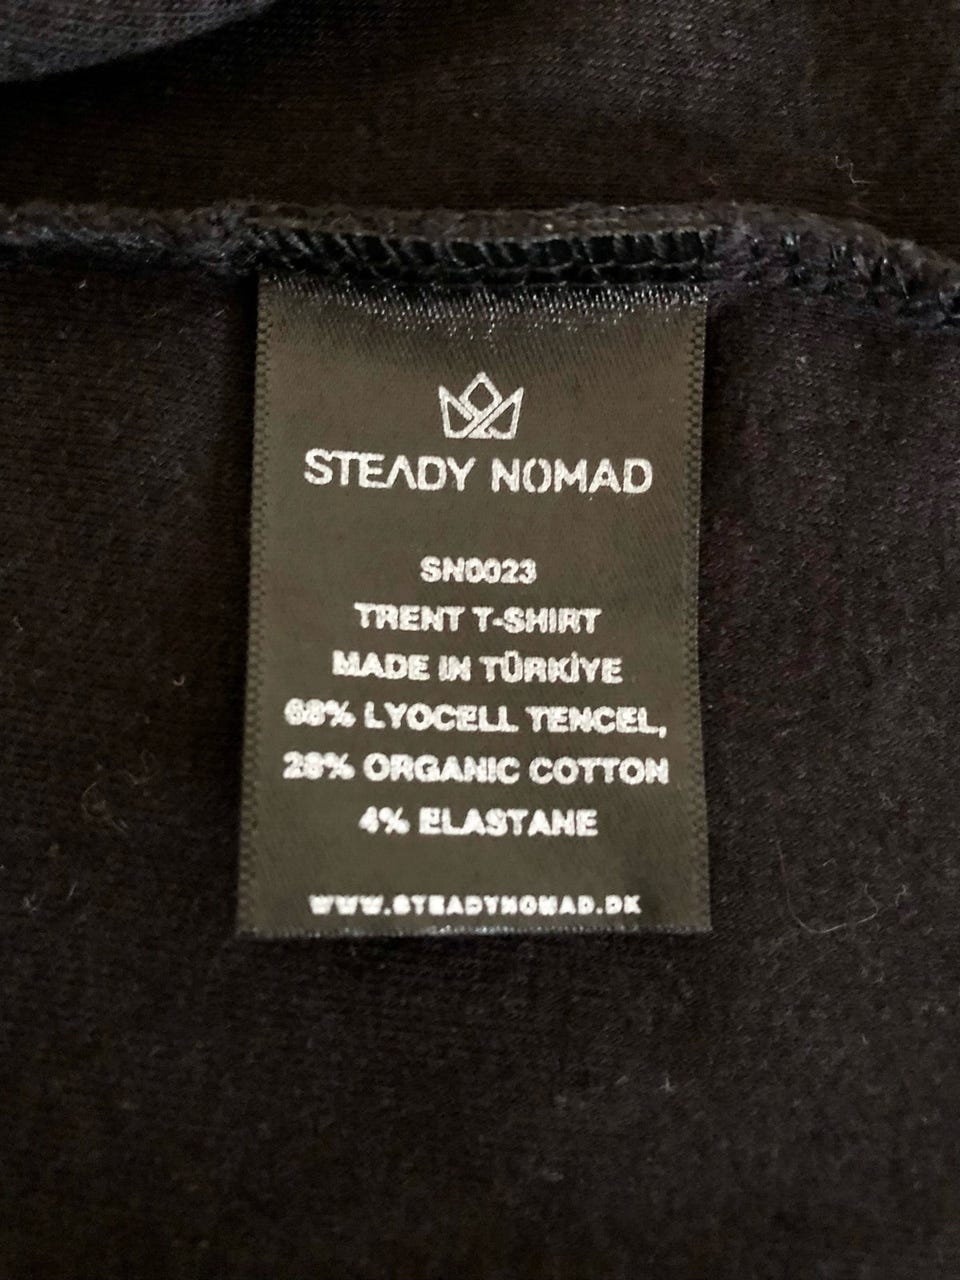 STEADY NOMAD
SN0023
TRENT T-SHIRT
MADE IN TÜRKİYE
68% LYOCELL TENCEL,
28% ORGANIC COTTON
4% ELASTANE
WWW.STEADYNOMAD.DK